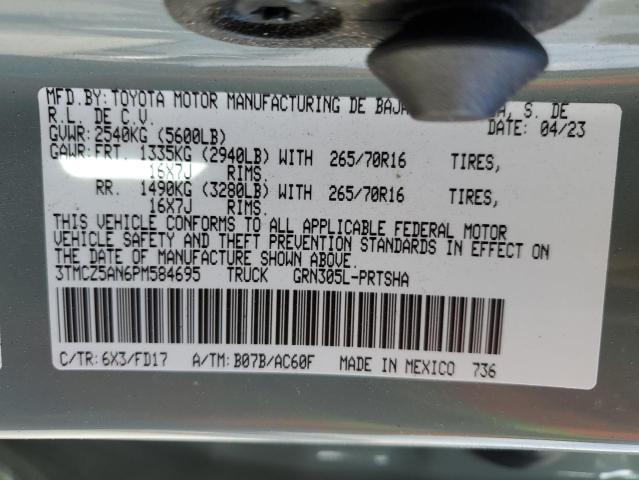 MFD.BY:TOYOTA MOTOR MANUFACTURING DE BAJA S. DE
R.L. DE C.V. DATE: 04/23
GVWR: 2540KG (5600LB)
GAWR:FRT. 1335KG (2940LB) WITH 265/70R16 TIRES,
16X7J RIMS.
RR. 1490KG (3280LB) WITH 265/70R16 TIRES,
16X7J RIMS.
THIS VEHICLE CONFORMS TO ALL APPLICABLE FEDERAL MOTOR
VEHICLE SAFETY AND THEFT PREVENTION STANDARDS IN EFFECT ON
THE DATE OF MANUFACTURE SHOWN ABOVE.
3TMCZ5AN6PM584695 TRUCK GRN305L-PRTSHA
C/TR: 6X3/FD17 A/TM: B07B/AC60F MADE IN MEXICO 736